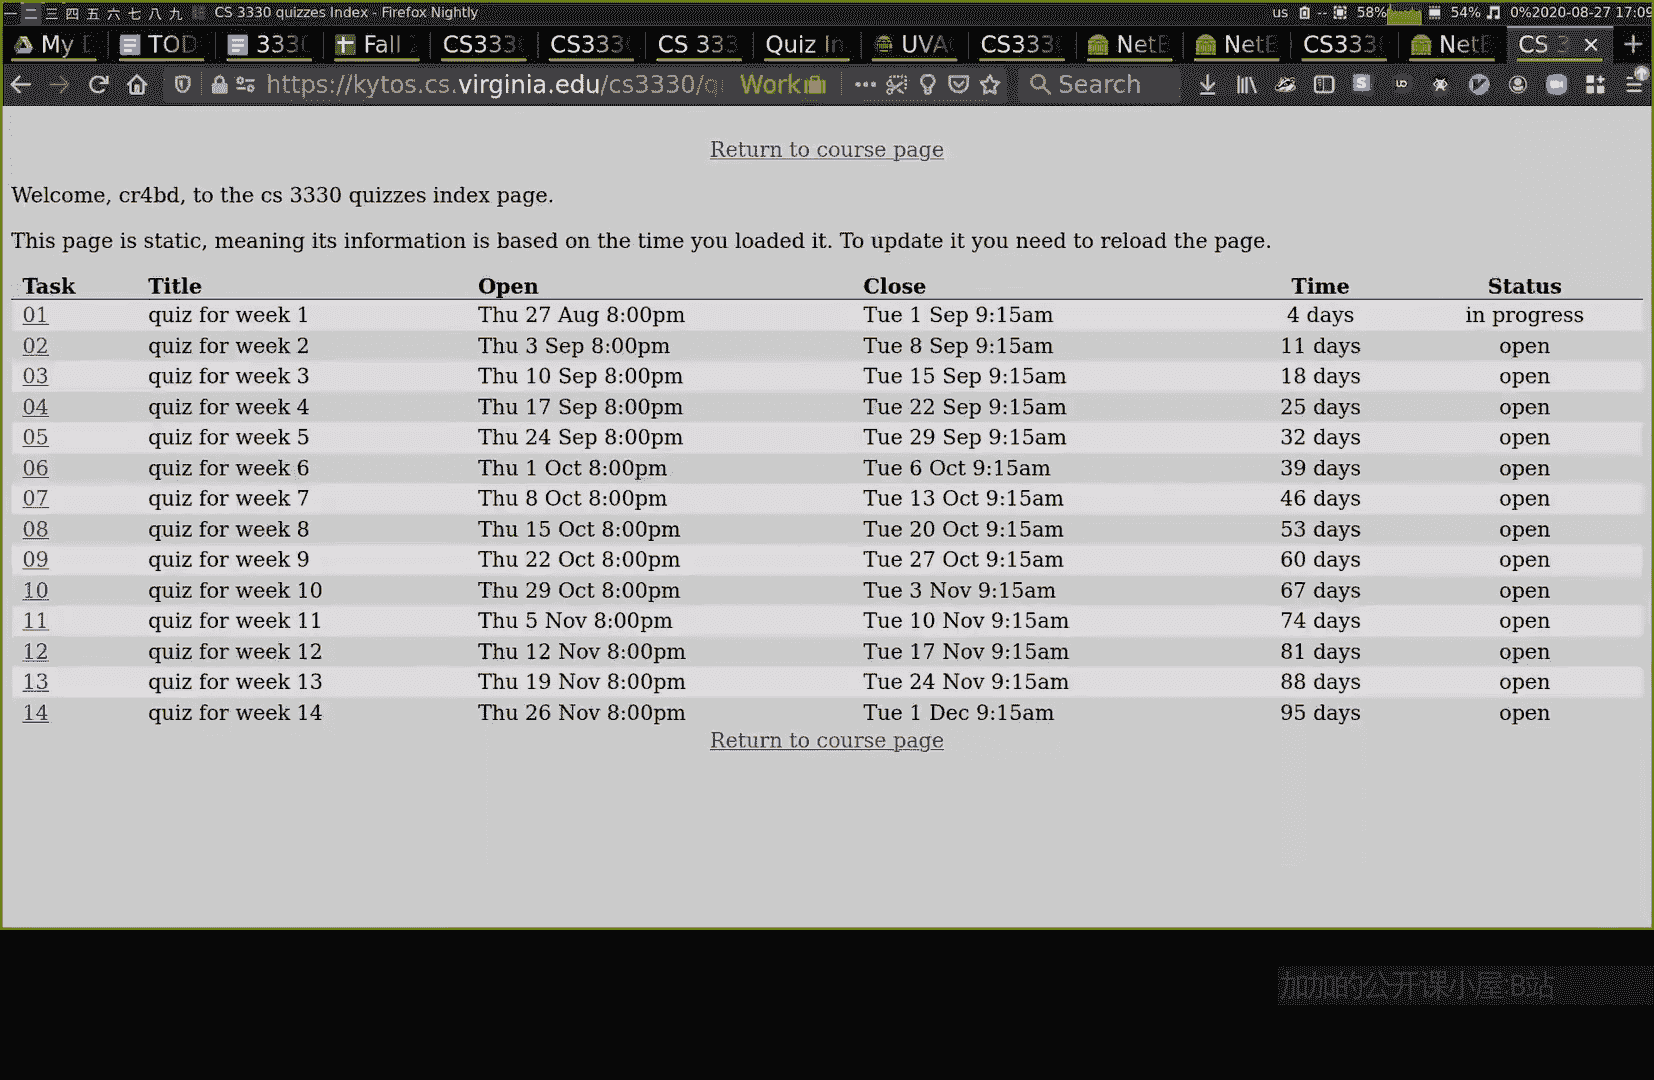 一 二 三 四 五 六 七 八 九 CS 3330 quizzes Index - Firefox Nightly us -- 58% 54% 0% 2020-08-27 17:09
My TOD 333 Fall CS333 CS333 CS 333 Quiz In UVA CS333 NetB NetB CS333 NetB CS 3
https://kytos.cs.virginia.edu/cs3330/q Work ··· Search
Return to course page
Welcome, cr4bd, to the cs 3330 quizzes index page.
This page is static, meaning its information is based on the time you loaded it. To update it you need to reload the page.
Task Title Open Close Time Status
01 quiz for week 1 Thu 27 Aug 8:00pm Tue 1 Sep 9:15am 4 days in progress
02 quiz for week 2 Thu 3 Sep 8:00pm Tue 8 Sep 9:15am 11 days open
03 quiz for week 3 Thu 10 Sep 8:00pm Tue 15 Sep 9:15am 18 days open
04 quiz for week 4 Thu 17 Sep 8:00pm Tue 22 Sep 9:15am 25 days open
05 quiz for week 5 Thu 24 Sep 8:00pm Tue 29 Sep 9:15am 32 days open
06 quiz for week 6 Thu 1 Oct 8:00pm Tue 6 Oct 9:15am 39 days open
07 quiz for week 7 Thu 8 Oct 8:00pm Tue 13 Oct 9:15am 46 days open
08 quiz for week 8 Thu 15 Oct 8:00pm Tue 20 Oct 9:15am 53 days open
09 quiz for week 9 Thu 22 Oct 8:00pm Tue 27 Oct 9:15am 60 days open
10 quiz for week 10 Thu 29 Oct 8:00pm Tue 3 Nov 9:15am 67 days open
11 quiz for week 11 Thu 5 Nov 8:00pm Tue 10 Nov 9:15am 74 days open
12 quiz for week 12 Thu 12 Nov 8:00pm Tue 17 Nov 9:15am 81 days open
13 quiz for week 13 Thu 19 Nov 8:00pm Tue 24 Nov 9:15am 88 days open
14 quiz for week 14 Thu 26 Nov 8:00pm Tue 1 Dec 9:15am 95 days open
Return to course page
加加的公开课小屋·B站